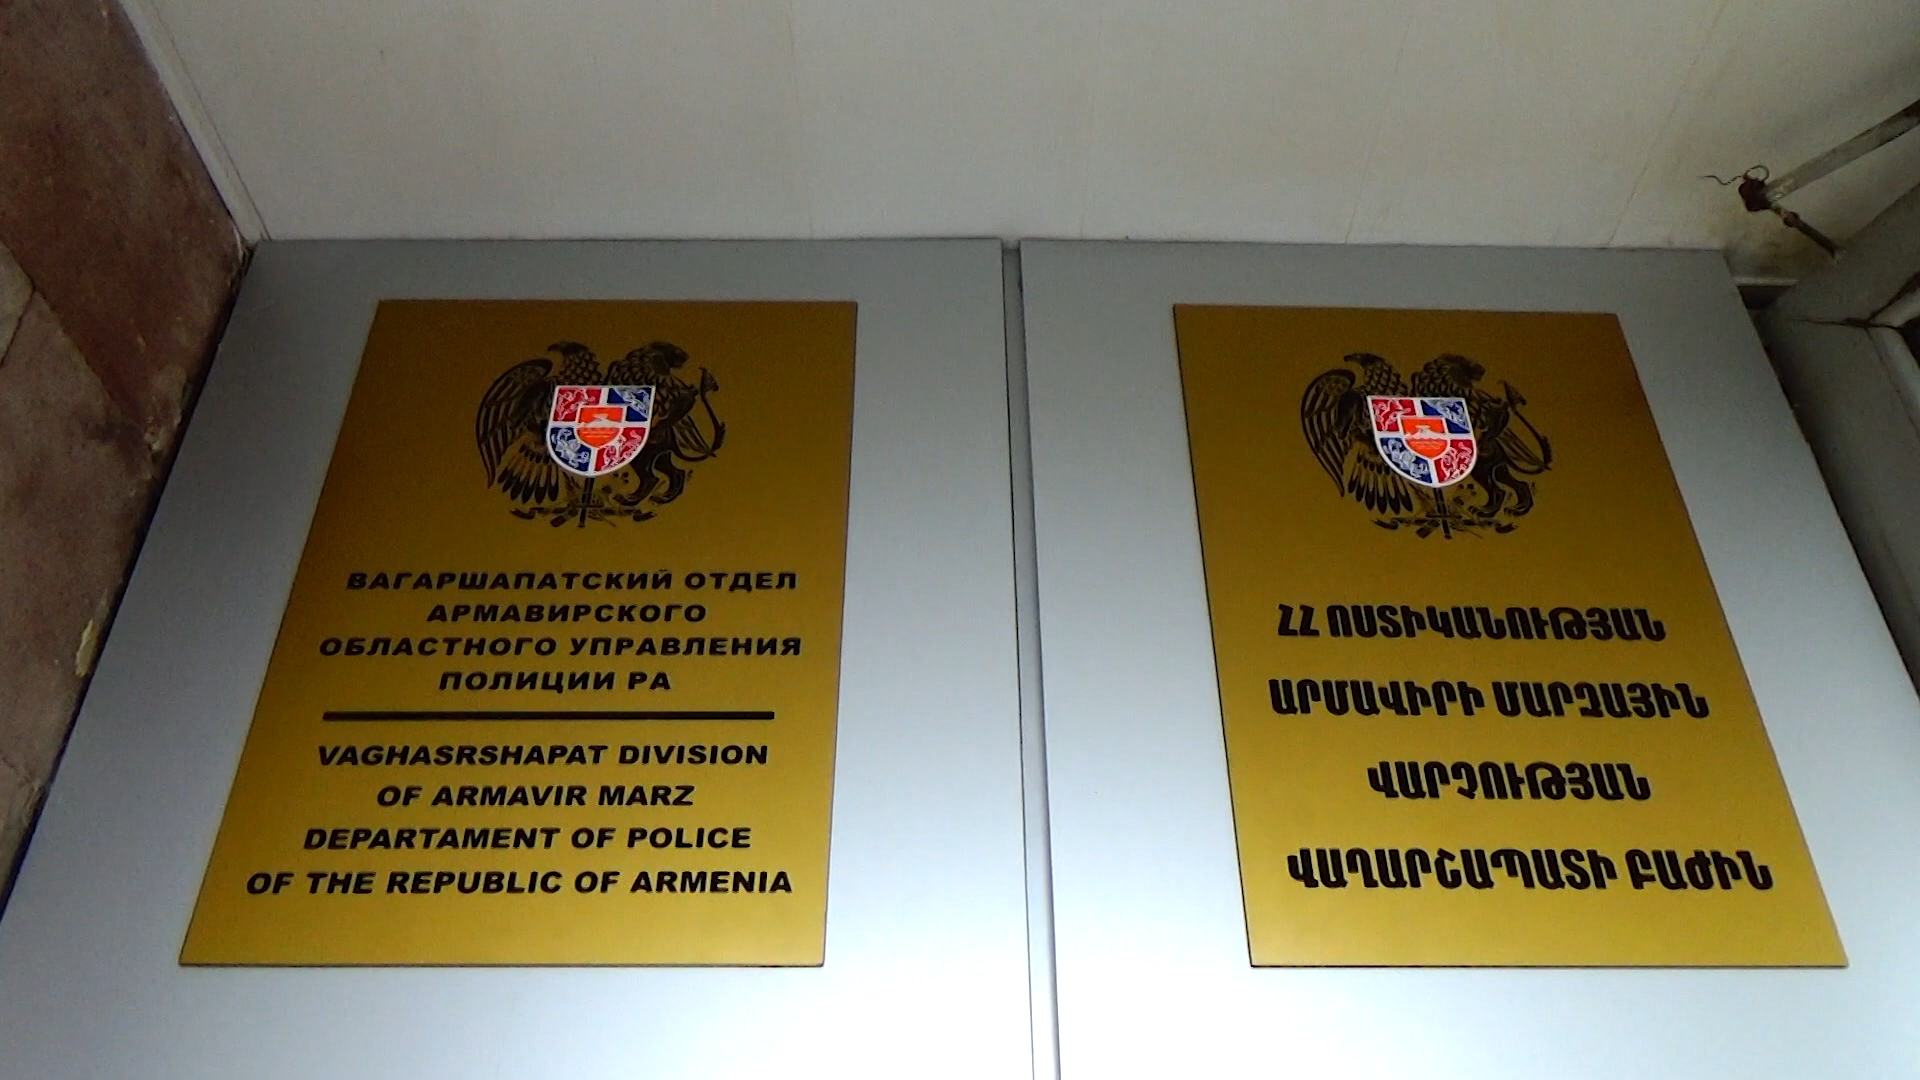 ВАГАРШАПАТСКИЙ ОТДЕЛ
АРМАВИРСКОГО
ОБЛАСТНОГО УПРАВЛЕНИЯ
ПОЛИЦИИ РА
VAGHASRSHAPAT DIVISION
OF ARMAVIR MARZ
DEPARTAMENT OF POLICE
OF THE REPUBLIC OF ARMENIA
ՀՀ ՈՍՏԻԿԱՆՈՒԹՅԱՆ
ԱՐՄԱՎԻՐԻ ՄԱՐԶԱՅԻՆ
ՎԱՐՉՈՒԹՅԱՆ
ՎԱՂԱՐՇԱՊԱՏԻ ԲԱԺԻՆ